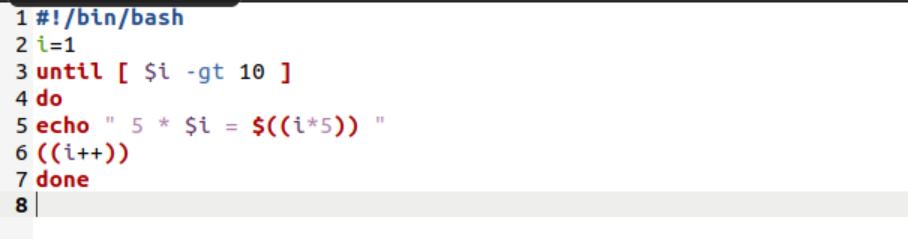 1 #!/bin/bash
2 i=1
3 until [ $i -gt 10 ]
4 do
5 echo " 5 * $i = $((i*5)) "
6 ((i++))
7 done
8